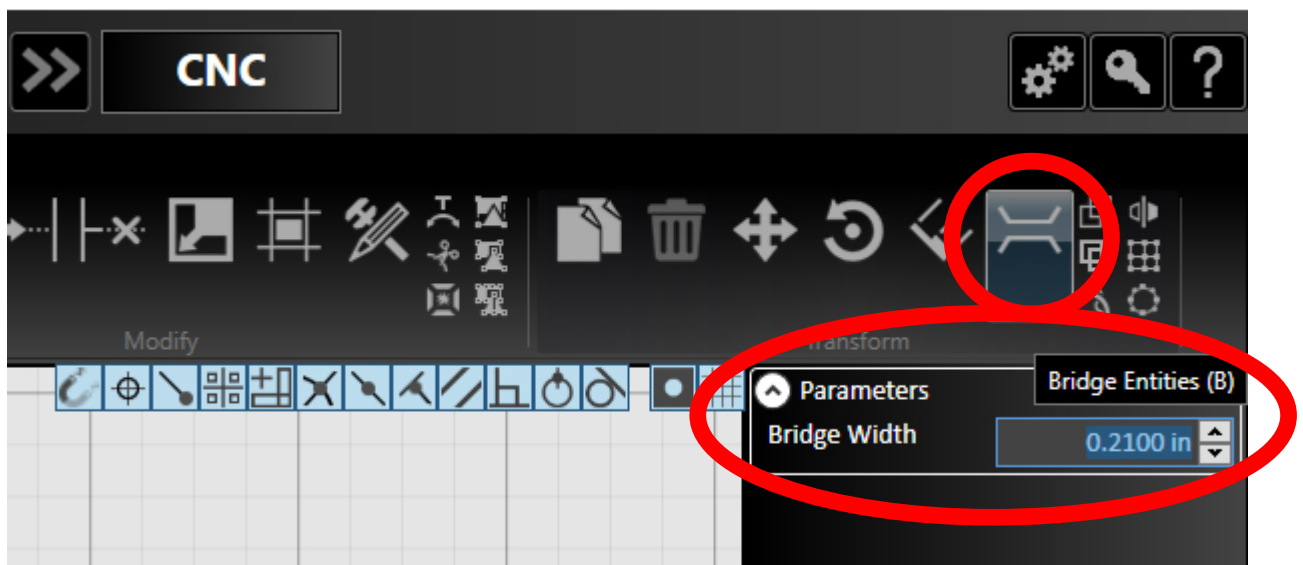 CNC
Modify
Transform
Parameters
Bridge Entities (B)
Bridge Width
0.2100 in